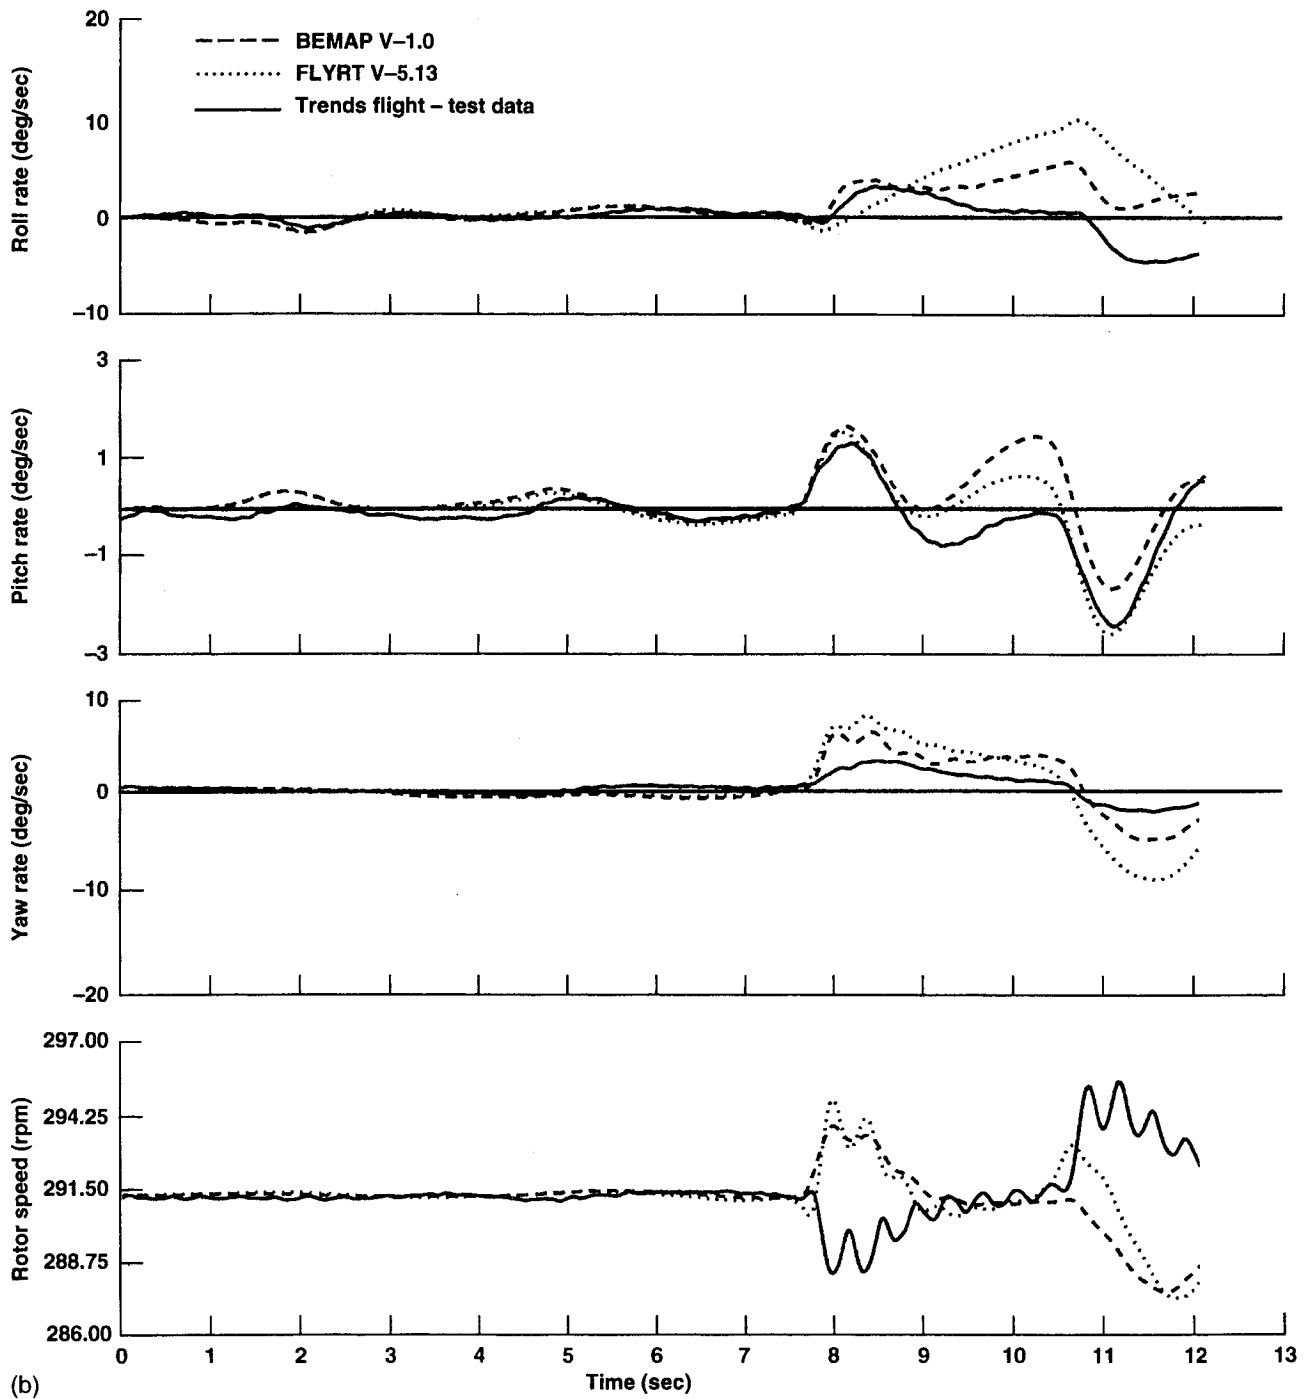 20
BEMAP V–1.0
FLYRT V–5.13
Trends flight – test data
10
0
–10
Roll rate (deg/sec)
3
1
–1
–3
Pitch rate (deg/sec)
10
0
–10
–20
Yaw rate (deg/sec)
297.00
294.25
291.50
288.75
286.00
Rotor speed (rpm)
0 1 2 3 4 5 6 7 8 9 10 11 12 13
Time (sec)
(b)